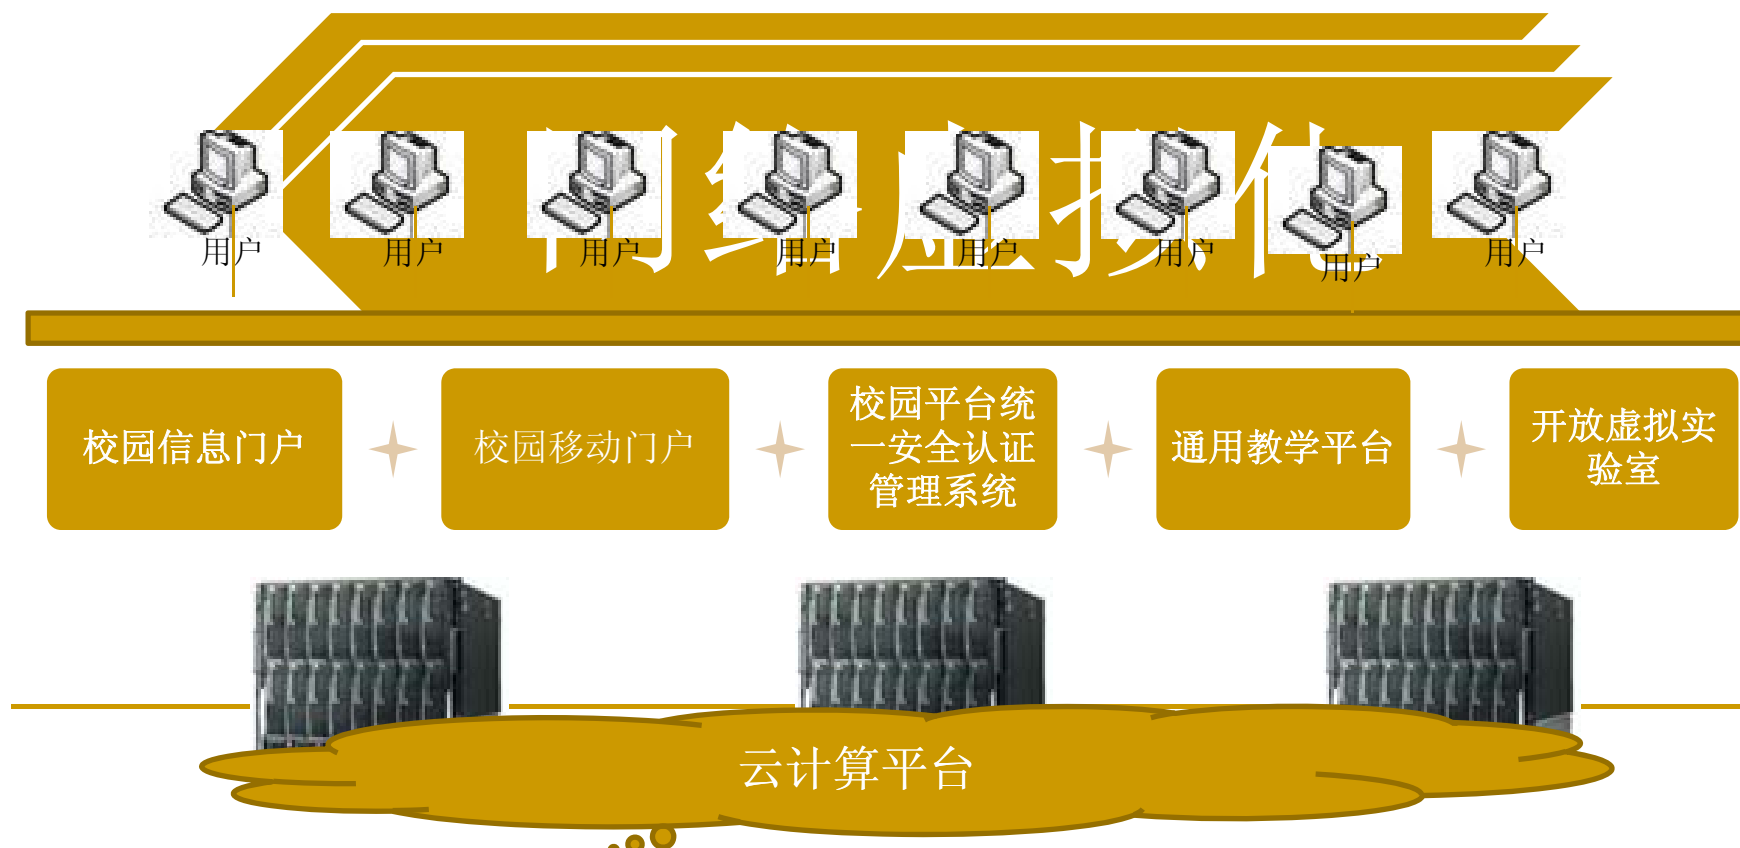 用户
用户
用户
用户
用户
用户
用户
用户
校园信息门户
校园移动门户
校园平台统
一安全认证
管理系统
通用教学平台
开放虚拟实
验室
云计算平台